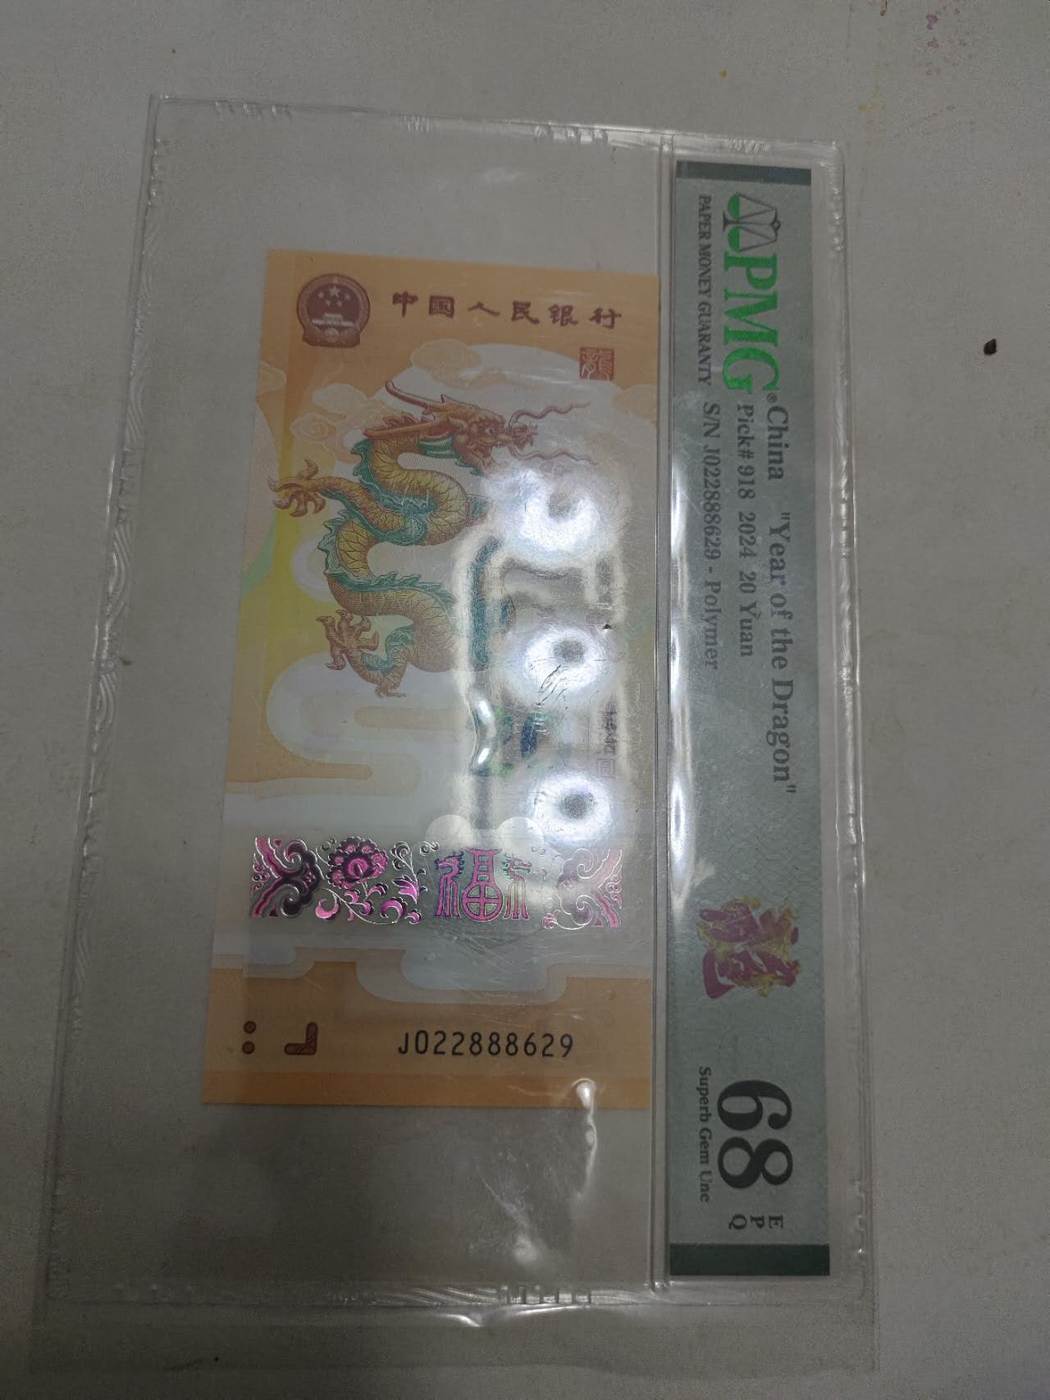 PMG®
PAPER MONEY GUARANTY
China "Year of the Dragon"
Pick# 918 2024 20 Yuan
S/N J022888629 - Polymer
68
EPQ
Superb Gem Unc
中国人民银行
福
J022888629